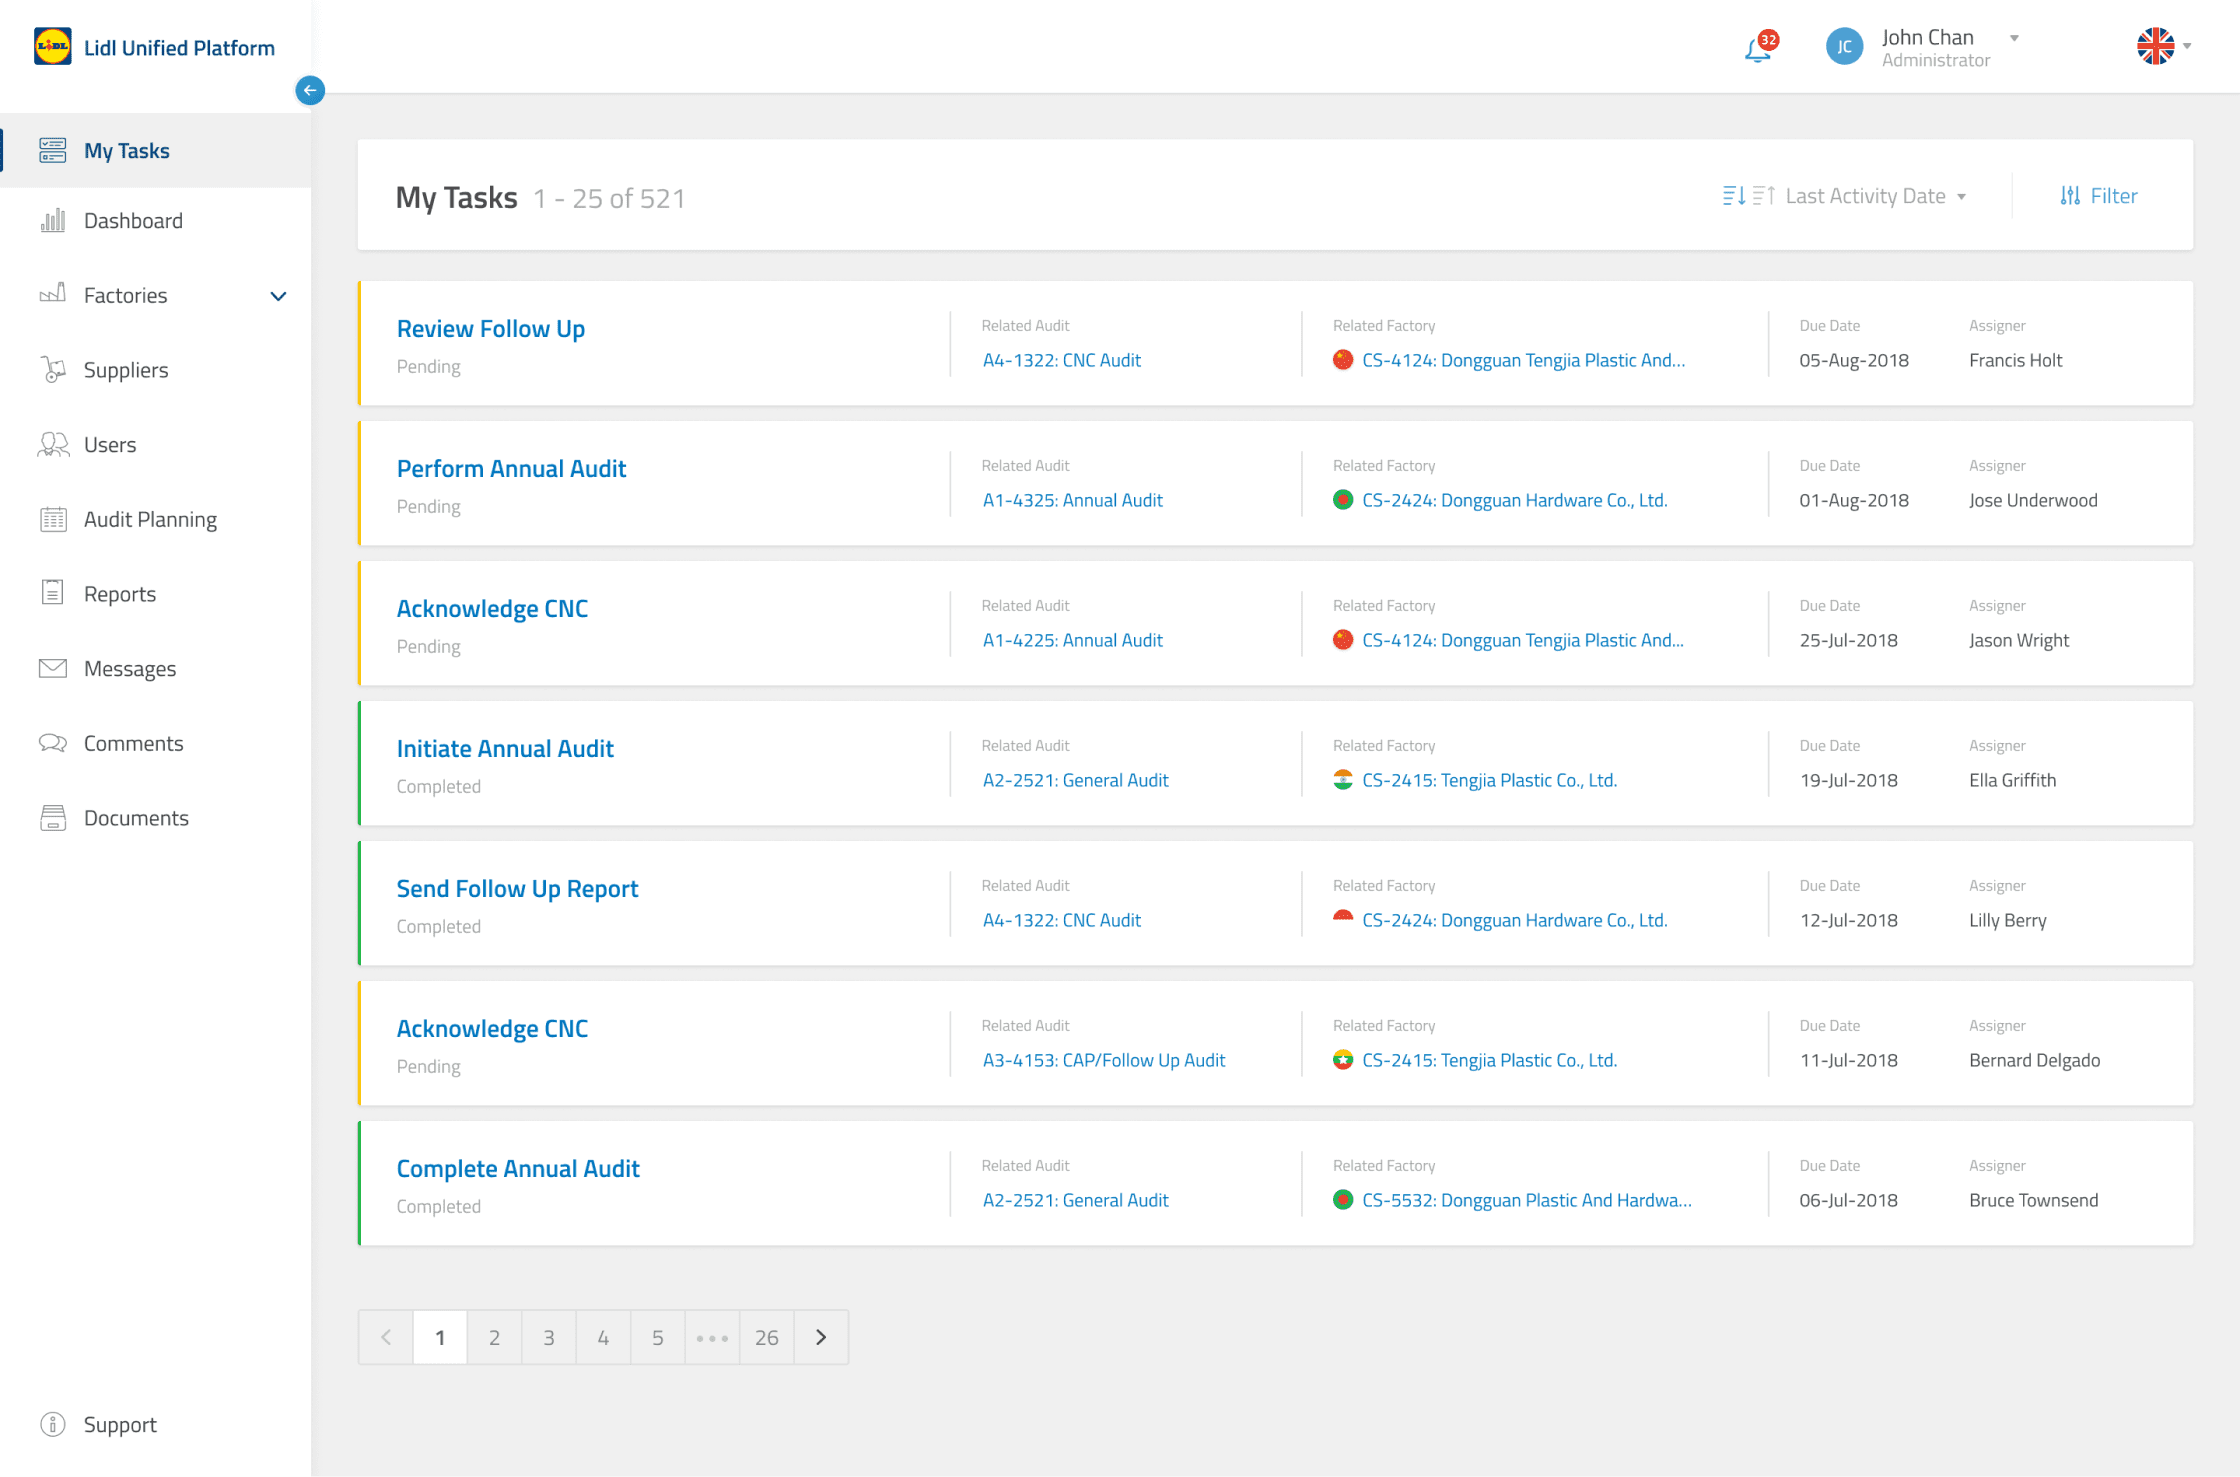 LIDL
Lidl Unified Platform
32
JC
John Chan
Administrator
My Tasks
Dashboard
Factories
Suppliers
Users
Audit Planning
Reports
Messages
Comments
Documents
Support
My Tasks 1 - 25 of 521
Last Activity Date
Filter
Review Follow Up
Pending
Related Audit
A4-1322: CNC Audit
Related Factory
CS-4124: Dongguan Tengjia Plastic And...
Due Date
05-Aug-2018
Assigner
Francis Holt
Perform Annual Audit
Pending
Related Audit
A1-4325: Annual Audit
Related Factory
CS-2424: Dongguan Hardware Co., Ltd.
Due Date
01-Aug-2018
Assigner
Jose Underwood
Acknowledge CNC
Pending
Related Audit
A1-4225: Annual Audit
Related Factory
CS-4124: Dongguan Tengjia Plastic And...
Due Date
25-Jul-2018
Assigner
Jason Wright
Initiate Annual Audit
Completed
Related Audit
A2-2521: General Audit
Related Factory
CS-2415: Tengjia Plastic Co., Ltd.
Due Date
19-Jul-2018
Assigner
Ella Griffith
Send Follow Up Report
Completed
Related Audit
A4-1322: CNC Audit
Related Factory
CS-2424: Dongguan Hardware Co., Ltd.
Due Date
12-Jul-2018
Assigner
Lilly Berry
Acknowledge CNC
Pending
Related Audit
A3-4153: CAP/Follow Up Audit
Related Factory
CS-2415: Tengjia Plastic Co., Ltd.
Due Date
11-Jul-2018
Assigner
Bernard Delgado
Complete Annual Audit
Completed
Related Audit
A2-2521: General Audit
Related Factory
CS-5532: Dongguan Plastic And Hardwa...
Due Date
06-Jul-2018
Assigner
Bruce Townsend
1 2 3 4 5 ••• 26